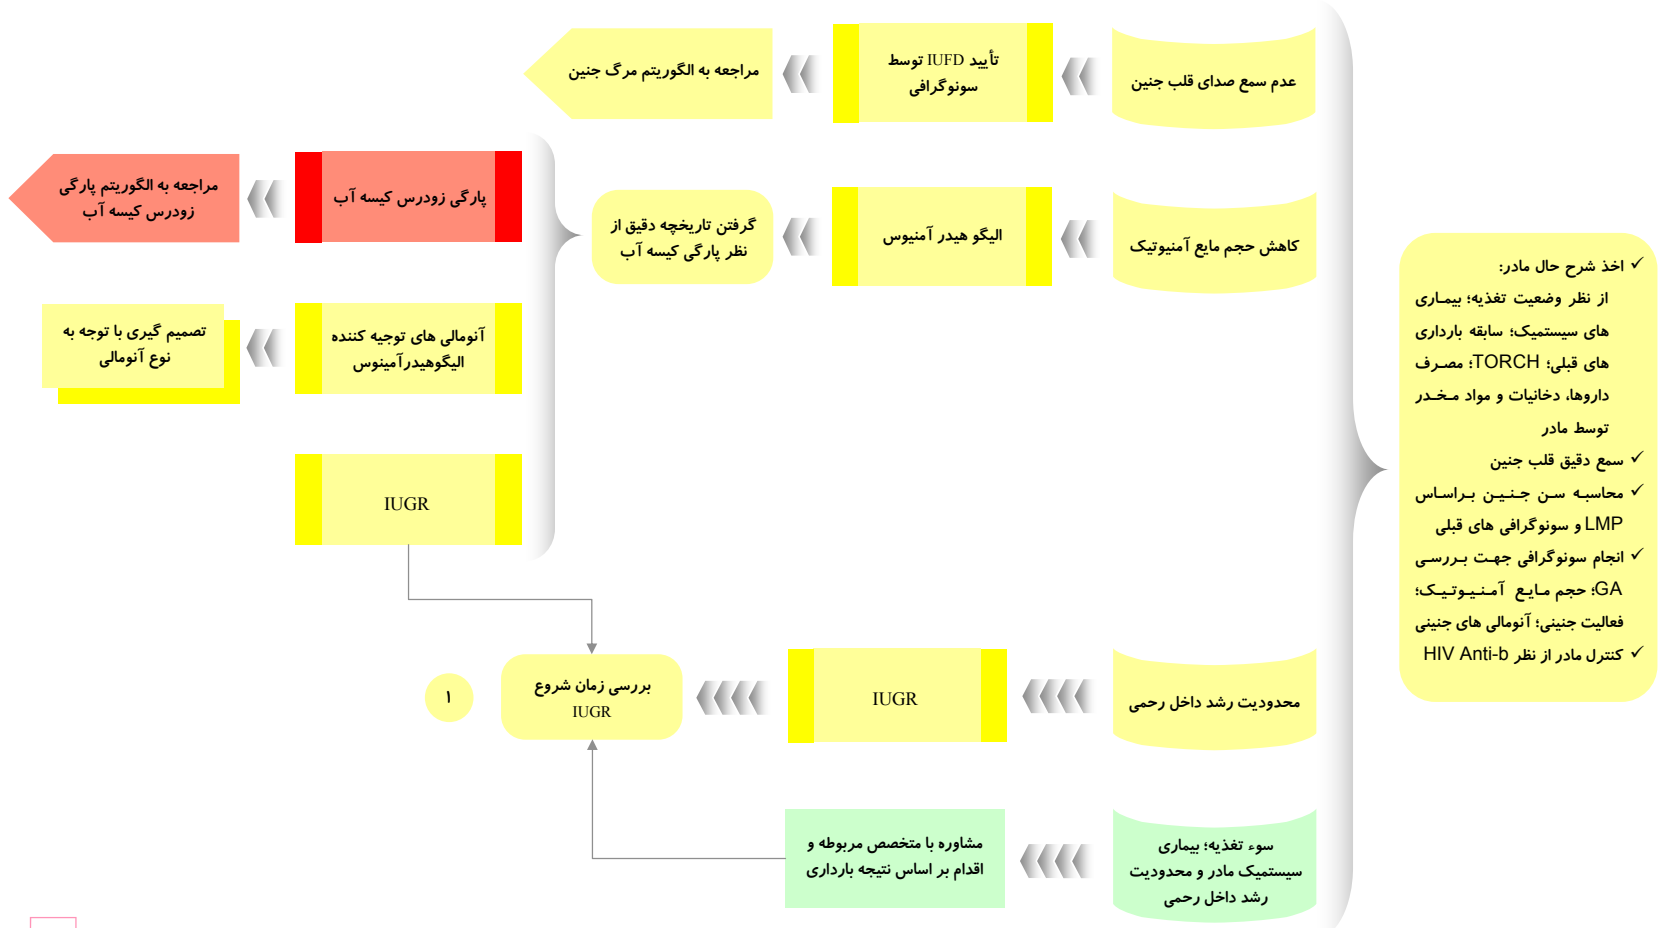 اخذ شرح حال مادر:
از نظر وضعیت تغذیه؛ بیماری
های سیستمیک؛ سابقه بارداری
های قبلی؛ TORCH؛ مصرف
داروها، دخانیات و مواد مخدر
توسط مادر
سمع دقیق قلب جنین
محاسبه سن جنین براساس
LMP و سونوگرافی های قبلی
انجام سونوگرافی جهت بررسی
GA؛ حجم مایع آمنیوتیک؛
فعالیت جنینی؛ آنومالی های جنینی
کنترل مادر از نظر HIV Anti-b
عدم سمع صدای قلب جنین
تأیید IUFD توسط
سونوگرافی
مراجعه به الگوریتم مرگ جنین
کاهش حجم مایع آمنیوتیک
الیگو هیدر آمنیوس
گرفتن تاریخچه دقیق از
نظر پارگی کیسه آب
پارگی زودرس کیسه آب
مراجعه به الگوریتم پارگی
زودرس کیسه آب
آنومالی های توجیه کننده
الیگوهیدرآمینوس
تصمیم گیری با توجه به
نوع آنومالی
IUGR
محدودیت رشد داخل رحمی
IUGR
بررسی زمان شروع
IUGR
۱
سوء تغذیه؛ بیماری
سیستمیک مادر و محدودیت
رشد داخل رحمی
مشاوره با متخصص مربوطه و
اقدام بر اساس نتیجه بارداری